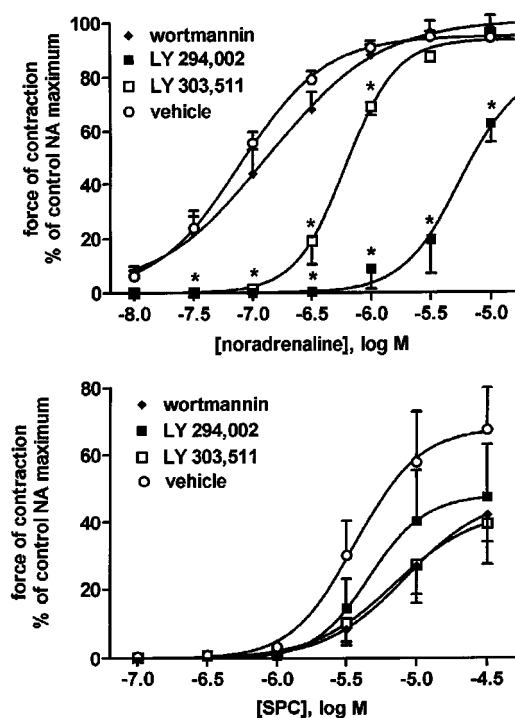 force of contraction
% of control NA maximum
100
80
60
40
20
0
wortmannin
LY 294,002
LY 303,511
vehicle
* * * * * * * *
-8.0 -7.5 -7.0 -6.5 -6.0 -5.5 -5.0
[noradrenaline], log M
force of contraction
% of control NA maximum
80
60
40
20
0
wortmannin
LY 294,002
LY 303,511
vehicle
-7.0 -6.5 -6.0 -5.5 -5.0 -4.5
[SPC], log M